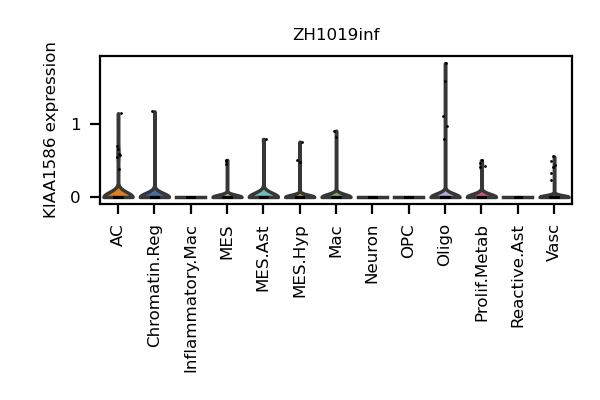 ZH1019inf
KIAA1586 expression
1
0
AC
Chromatin.Reg
Inflammatory.Mac
MES
MES.Ast
MES.Hyp
Mac
Neuron
OPC
Oligo
Prolif.Metab
Reactive.Ast
Vasc